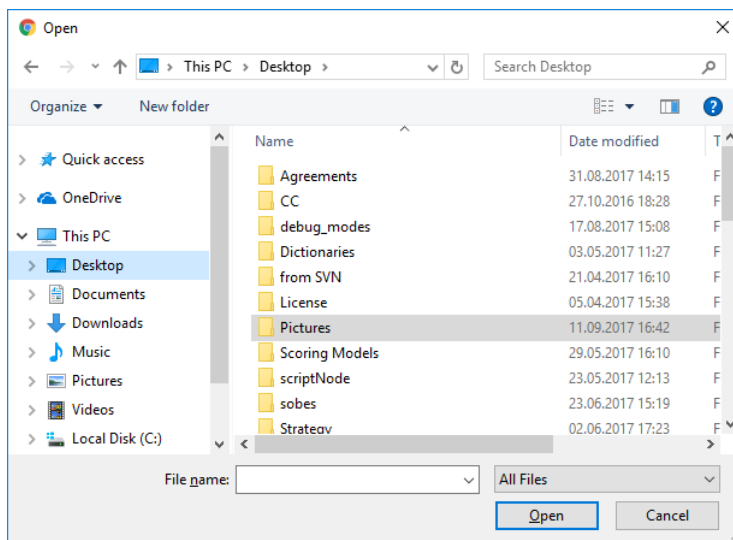 Open
This PC > Desktop >
Search Desktop
Organize
New folder
Name
Date modified
T
Quick access
OneDrive
This PC
Desktop
Documents
Downloads
Music
Pictures
Videos
Local Disk (C:)
Agreements 31.08.2017 14:15 F
CC 27.10.2016 18:28 F
debug_modes 17.08.2017 15:08 F
Dictionaries 03.05.2017 11:27 F
from SVN 21.04.2017 16:10 F
License 05.04.2017 15:38 F
Pictures 11.09.2017 16:42 F
Scoring Models 29.05.2017 16:10 F
scriptNode 23.05.2017 12:13 F
sobes 23.06.2017 15:19 F
Strategy 02.06.2017 17:23 F
File name:
All Files
Open
Cancel